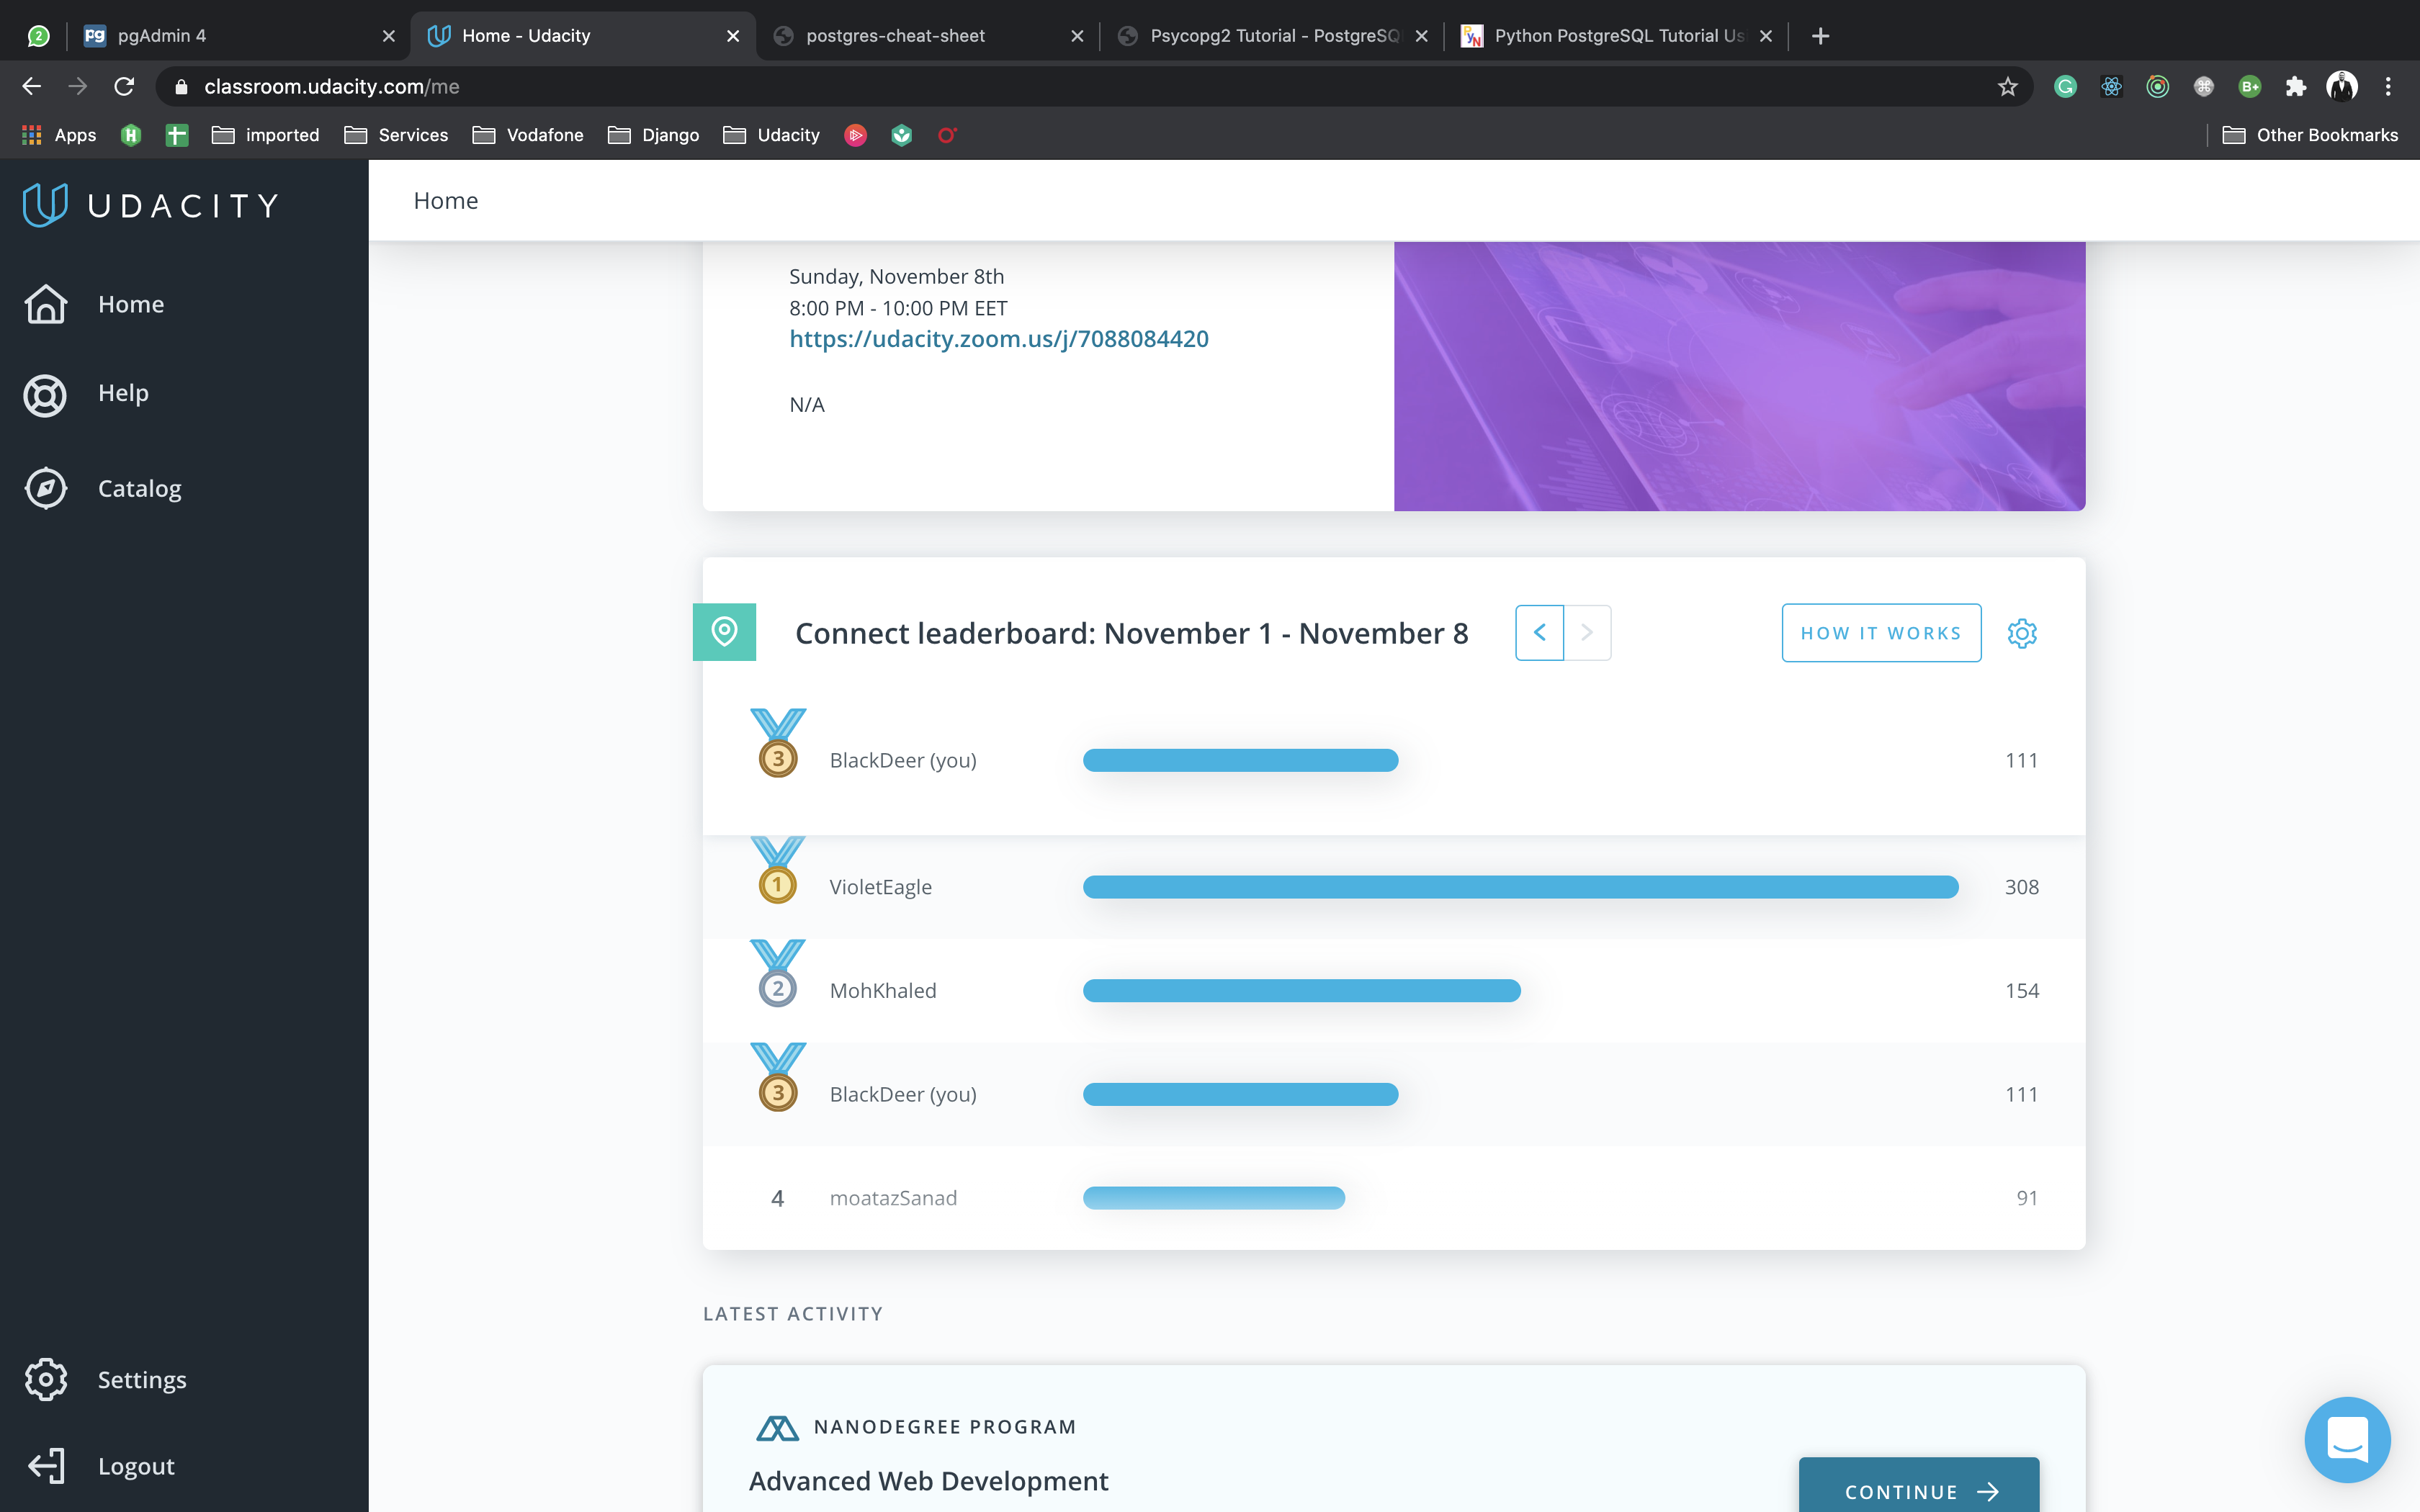 2
pgAdmin 4
Home - Udacity
postgres-cheat-sheet
Psycopg2 Tutorial - PostgreSQ
Python PostgreSQL Tutorial Us
classroom.udacity.com/me
Apps
imported
Services
Vodafone
Django
Udacity
Other Bookmarks
UDACITY
Home
Help
Catalog
Settings
Logout
Home
Sunday, November 8th
8:00 PM - 10:00 PM EET
https://udacity.zoom.us/j/7088084420
N/A
Connect leaderboard: November 1 - November 8
HOW IT WORKS
3 BlackDeer (you) 111
1 VioletEagle 308
2 MohKhaled 154
3 BlackDeer (you) 111
4 moatazSanad 91
LATEST ACTIVITY
NANODEGREE PROGRAM
Advanced Web Development
CONTINUE